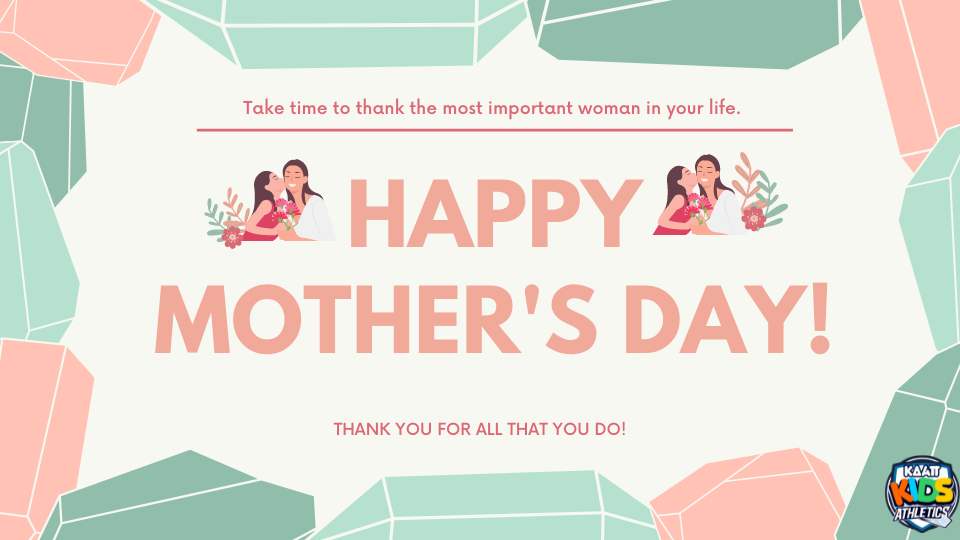 Take time to thank the most important woman in your life.
HAPPY
MOTHER'S DAY!
THANK YOU FOR ALL THAT YOU DO!
KIDS
ATHLETICS